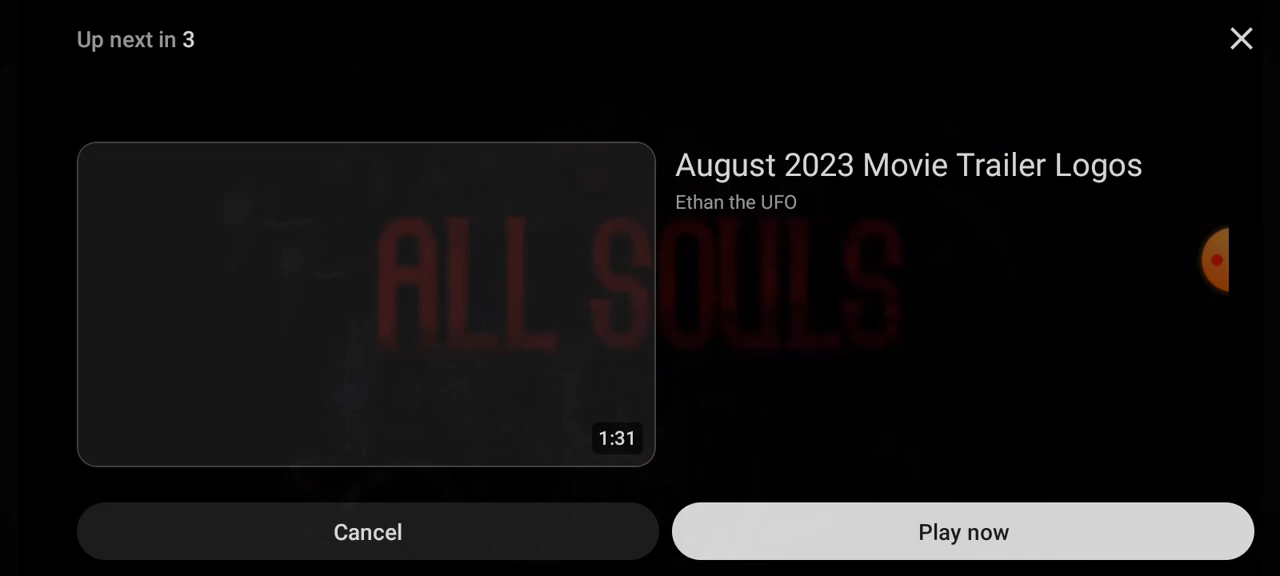 Up next in 3
August 2023 Movie Trailer Logos
Ethan the UFO
ALL SOULS
1:31
Cancel
Play now